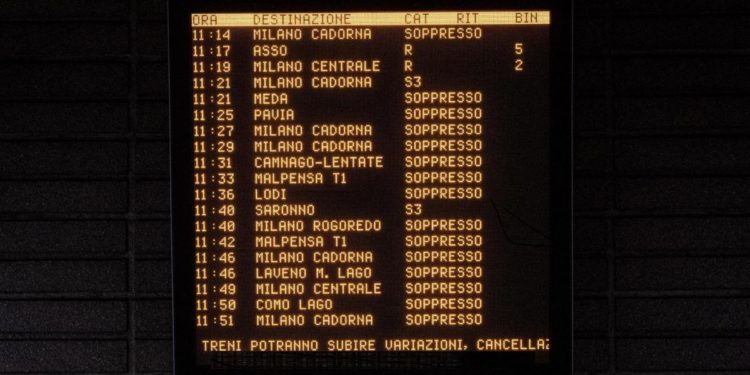 ORA DESTINAZIONE CAT RIT BIN
11:14 MILANO CADORNA SOPPRESSO
11:17 ASSO R 5
11:19 MILANO CENTRALE R 2
11:21 MILANO CADORNA S3
11:21 MEDA SOPPRESSO
11:25 PAVIA SOPPRESSO
11:27 MILANO CADORNA SOPPRESSO
11:29 MILANO CADORNA SOPPRESSO
11:31 CAMNAGO-LENTATE SOPPRESSO
11:33 MALPENSA T1 SOPPRESSO
11:36 LODI SOPPRESSO
11:40 SARONNO S3
11:40 MILANO ROGOREDO SOPPRESSO
11:42 MALPENSA T1 SOPPRESSO
11:46 MILANO CADORNA SOPPRESSO
11:46 LAVENO M. LAGO SOPPRESSO
11:49 MILANO CENTRALE SOPPRESSO
11:50 COMO LAGO SOPPRESSO
11:51 MILANO CADORNA SOPPRESSO
TRENI POTRANNO SUBIRE VARIAZIONI, CANCELLAZ